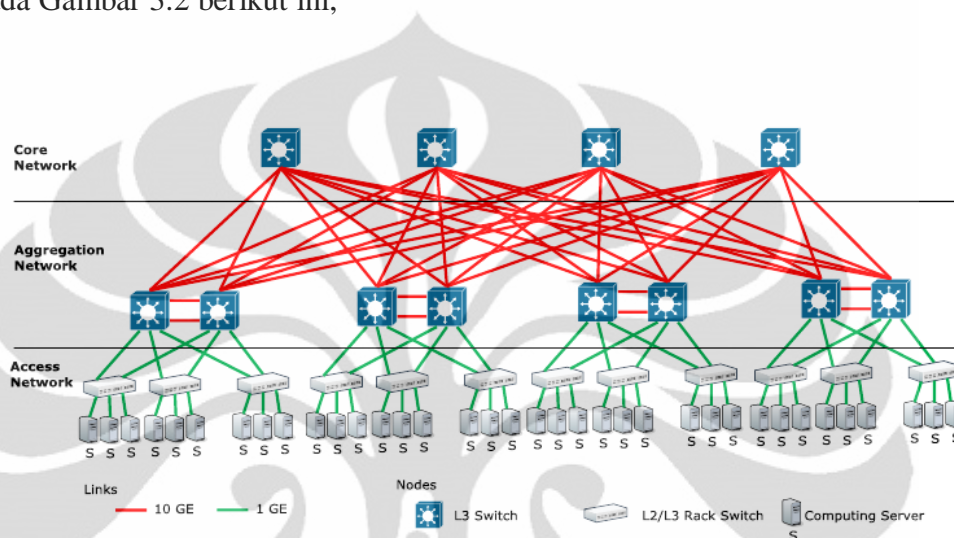 da Gambar 3.2 berikut ini,
Core
Network
Aggregation
Network
Access
Network
S S S S S S S S S S S S S S S S S S S S S S S S S S S S S S S S S S S S
Links
10 GE
1 GE
Nodes
L3 Switch
L2/L3 Rack Switch
Computing Server
S